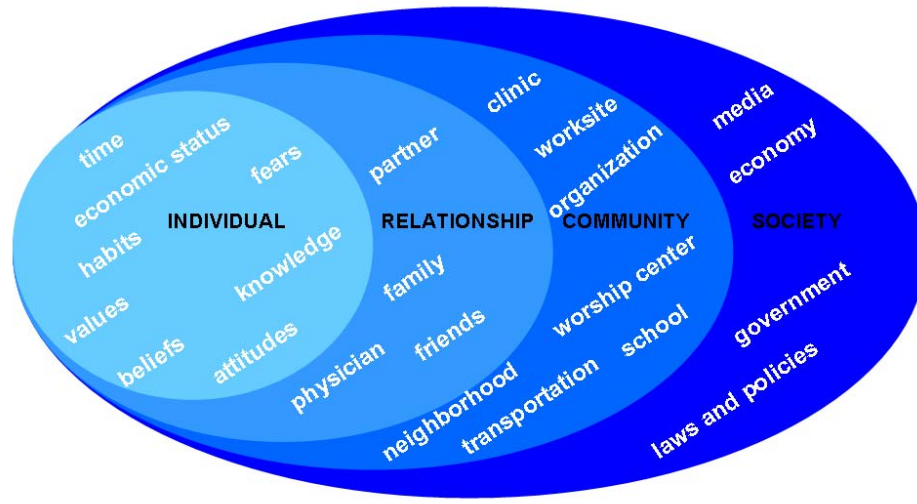 time
economic status
fears
INDIVIDUAL
habits
knowledge
values
beliefs
attitudes
partner
RELATIONSHIP
family
friends
physician
clinic
worksite
organization
COMMUNITY
worship center
school
transportation
neighborhood
media
economy
SOCIETY
government
laws and policies